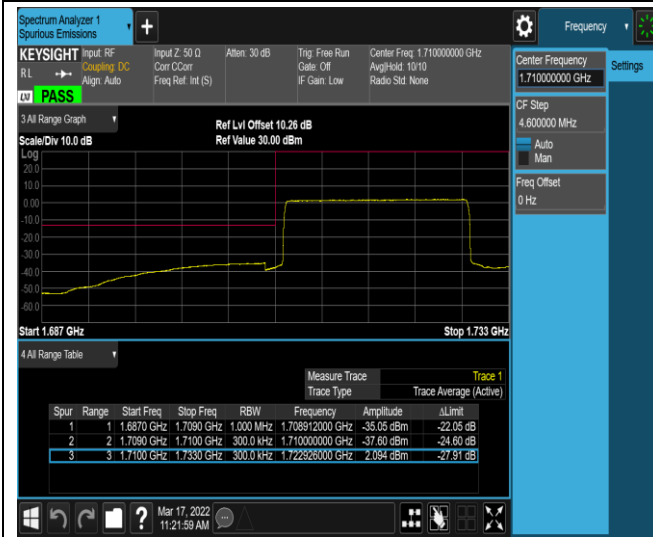 Spectrum Analyzer 1
Spurious Emissions
+
Frequency
KEYSIGHT Input: RF Input Z: 50 Ω Atten: 30 dB Trig: Free Run Center Freq: 1.710000000 GHz
RL Coupling: DC Corr CCorr Gate: Off Avg|Hold: 10/10
Align: Auto Freq Ref: Int (S) IF Gain: Low Radio Std: None
LXI PASS
Center Frequency
1.710000000 GHz
Settings
CF Step
4.600000 MHz
Auto
Man
Freq Offset
0 Hz
3 All Range Graph
Ref Lvl Offset 10.26 dB
Scale/Div 10.0 dB Ref Value 30.00 dBm
Log
20.0
10.0
0.00
-10.0
-20.0
-30.0
-40.0
-50.0
-60.0
Start 1.687 GHz Stop 1.733 GHz
4 All Range Table
Measure Trace Trace 1
Trace Type Trace Average (Active)
Spur Range Start Freq Stop Freq RBW Frequency Amplitude ΔLimit
1 1 1.6870 GHz 1.7090 GHz 1.000 MHz 1.708912000 GHz -35.05 dBm -22.05 dB
2 2 1.7090 GHz 1.7100 GHz 300.0 kHz 1.710000000 GHz -37.60 dBm -24.60 dB
3 3 1.7100 GHz 1.7330 GHz 300.0 kHz 1.722926000 GHz 2.094 dBm -27.91 dB
? Mar 17, 2022
11:21:59 AM